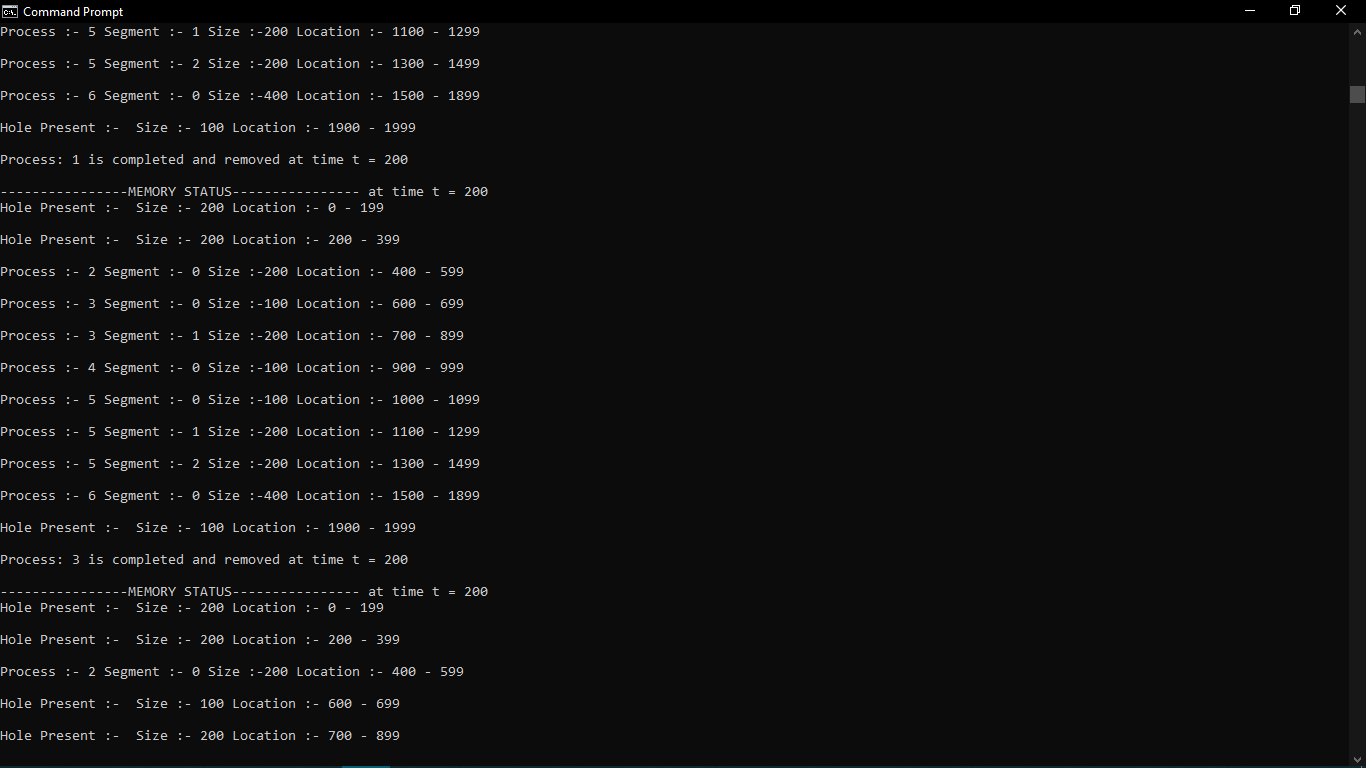 Command Prompt
Process :- 5 Segment :- 1 Size :-200 Location :- 1100 - 1299
Process :- 5 Segment :- 2 Size :-200 Location :- 1300 - 1499
Process :- 6 Segment :- 0 Size :-400 Location :- 1500 - 1899
Hole Present :-  Size :- 100 Location :- 1900 - 1999
Process: 1 is completed and removed at time t = 200
----------------MEMORY STATUS---------------- at time t = 200
Hole Present :-  Size :- 200 Location :- 0 - 199
Hole Present :-  Size :- 200 Location :- 200 - 399
Process :- 2 Segment :- 0 Size :-200 Location :- 400 - 599
Process :- 3 Segment :- 0 Size :-100 Location :- 600 - 699
Process :- 3 Segment :- 1 Size :-200 Location :- 700 - 899
Process :- 4 Segment :- 0 Size :-100 Location :- 900 - 999
Process :- 5 Segment :- 0 Size :-100 Location :- 1000 - 1099
Process :- 5 Segment :- 1 Size :-200 Location :- 1100 - 1299
Process :- 5 Segment :- 2 Size :-200 Location :- 1300 - 1499
Process :- 6 Segment :- 0 Size :-400 Location :- 1500 - 1899
Hole Present :-  Size :- 100 Location :- 1900 - 1999
Process: 3 is completed and removed at time t = 200
----------------MEMORY STATUS---------------- at time t = 200
Hole Present :-  Size :- 200 Location :- 0 - 199
Hole Present :-  Size :- 200 Location :- 200 - 399
Process :- 2 Segment :- 0 Size :-200 Location :- 400 - 599
Hole Present :-  Size :- 100 Location :- 600 - 699
Hole Present :-  Size :- 200 Location :- 700 - 899